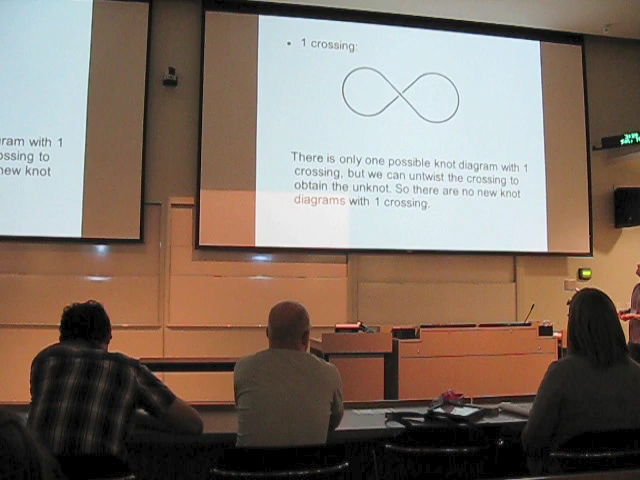 gram with 1
ossing to
new knot
• 1 crossing:
There is only one possible knot diagram with 1
crossing, but we can untwist the crossing to
obtain the unknot. So there are no new knot
diagrams with 1 crossing.